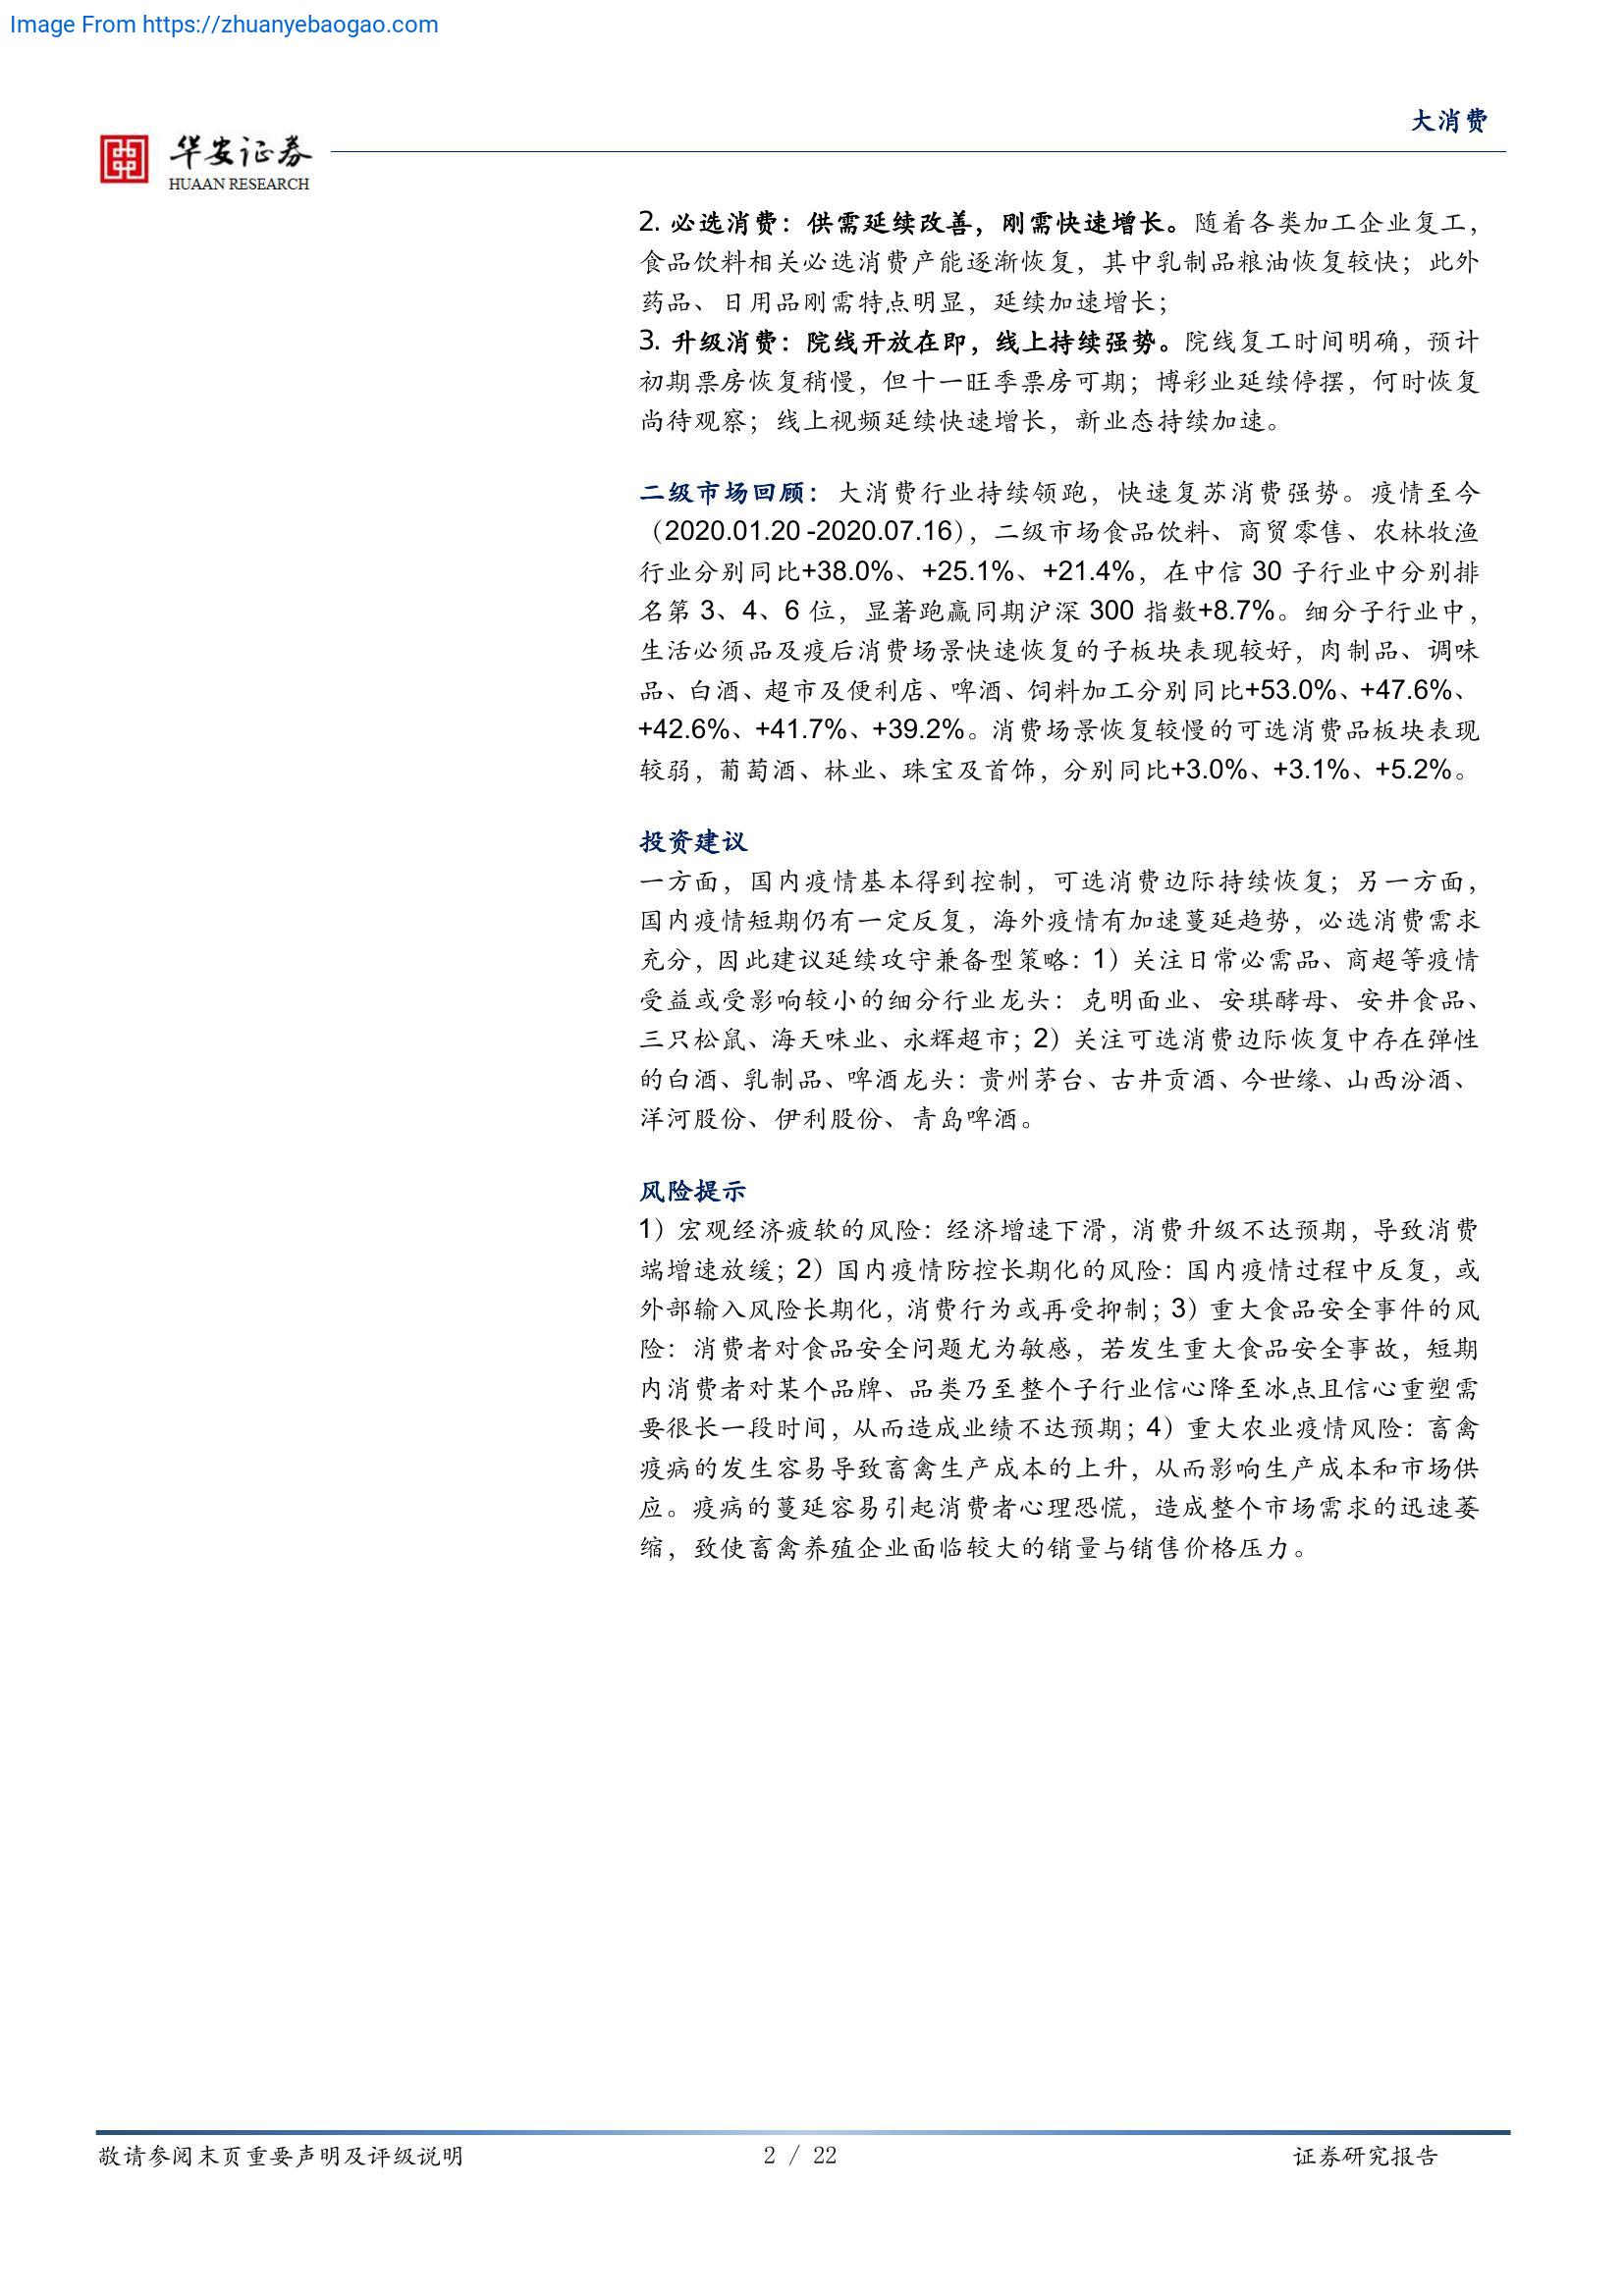 Image From https://zhuanyebaogao.com
大消费
华安证券
HUAAN RESEARCH
2. 必选消费：供需延续改善，刚需快速增长。随着各类加工企业复工，
食品饮料相关必选消费产能逐渐恢复，其中乳制品粮油恢复较快；此外
药品、日用品刚需特点明显，延续加速增长；
3. 升级消费：院线开放在即，线上持续强势。院线复工时间明确，预计
初期票房恢复稍慢，但十一旺季票房可期；博彩业延续停摆，何时恢复
尚待观察；线上视频延续快速增长，新业态持续加速。
二级市场回顾：大消费行业持续领跑，快速复苏消费强势。疫情至今
（2020.01.20 -2020.07.16），二级市场食品饮料、商贸零售、农林牧渔
行业分别同比+38.0%、+25.1%、+21.4%，在中信 30 子行业中分别排
名第 3、4、6 位，显著跑赢同期沪深 300 指数+8.7%。细分子行业中，
生活必须品及疫后消费场景快速恢复的子板块表现较好，肉制品、调味
品、白酒、超市及便利店、啤酒、饲料加工分别同比+53.0%、+47.6%、
+42.6%、+41.7%、+39.2%。消费场景恢复较慢的可选消费品板块表现
较弱，葡萄酒、林业、珠宝及首饰，分别同比+3.0%、+3.1%、+5.2%。
投资建议
一方面，国内疫情基本得到控制，可选消费边际持续恢复；另一方面，
国内疫情短期仍有一定反复，海外疫情有加速蔓延趋势，必选消费需求
充分，因此建议延续攻守兼备型策略：1）关注日常必需品、商超等疫情
受益或受影响较小的细分行业龙头：克明面业、安琪酵母、安井食品、
三只松鼠、海天味业、永辉超市；2）关注可选消费边际恢复中存在弹性
的白酒、乳制品、啤酒龙头：贵州茅台、古井贡酒、今世缘、山西汾酒、
洋河股份、伊利股份、青岛啤酒。
风险提示
1）宏观经济疲软的风险：经济增速下滑，消费升级不达预期，导致消费
端增速放缓；2）国内疫情防控长期化的风险：国内疫情过程中反复，或
外部输入风险长期化，消费行为或再受抑制；3）重大食品安全事件的风
险：消费者对食品安全问题尤为敏感，若发生重大食品安全事故，短期
内消费者对某个品牌、品类乃至整个子行业信心降至冰点且信心重塑需
要很长一段时间，从而造成业绩不达预期；4）重大农业疫情风险：畜禽
疫病的发生容易导致畜禽生产成本的上升，从而影响生产成本和市场供
应。疫病的蔓延容易引起消费者心理恐慌，造成整个市场需求的迅速萎
缩，致使畜禽养殖企业面临较大的销量与销售价格压力。
敬请参阅末页重要声明及评级说明
2 / 22
证券研究报告